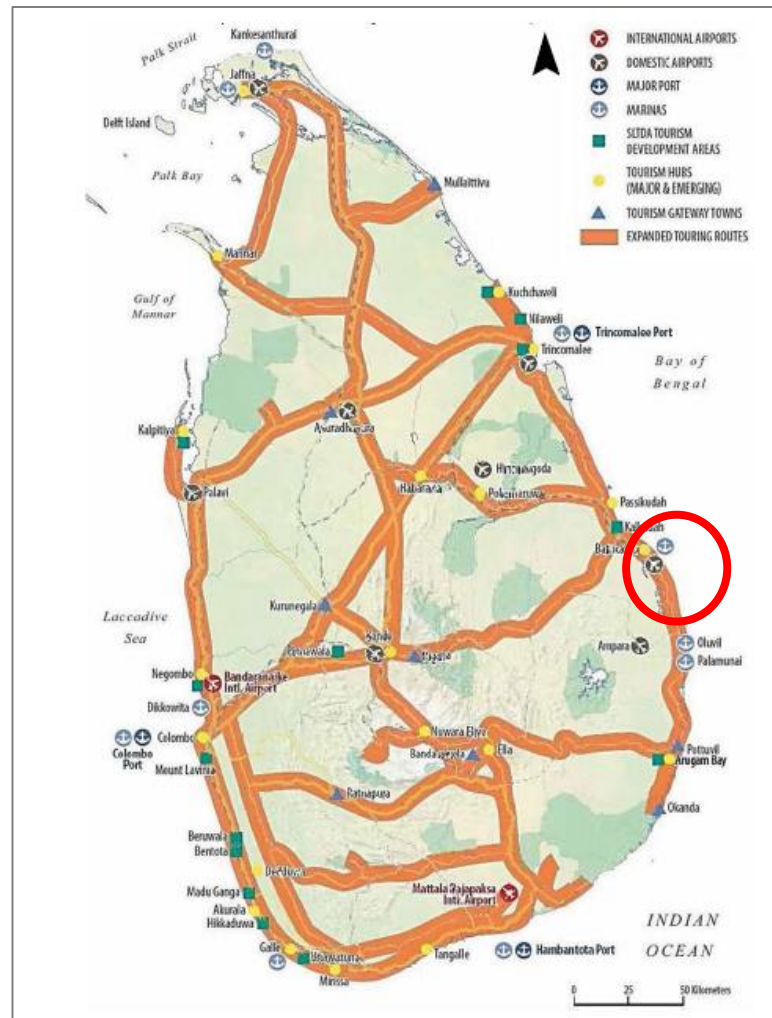 Palk Strait
Kankesanthurai
Jaffna
Delft Island
Palk Bay
Mullaittivu
Mannar
Gulf of
Mannar
Kuchchaveli
Nilaweli
Trincomalee Port
Trincomalee
Bay of
Bengal
Kalpitiya
Anuradhapura
Palavi
Habarana
Passikudah
Kurunegala
Laccadive
Sea
Pinnawala
Ampara
Oluvil
Palamunai
Negombo
Bandaranaike
Intl. Airport
Dikkowita
Colombo
Colombo
Port
Mount Lavinia
Nuwara Eliya
Ella
Pottuvil
Arugam Bay
Ratnapura
Okanda
Beruwala
Bentota
Madu Ganga
Akurala
Hikkaduwa
Mattala Rajapaksa
Intl. Airport
Galle
Unawatuna
Mirissa
Tangalle
Hambantota Port
INDIAN
OCEAN
0 25 50 Kilometers
INTERNATIONAL AIRPORTS
DOMESTIC AIRPORTS
MAJOR PORT
MARINAS
SLTDA TOURISM
DEVELOPMENT AREAS
TOURISM HUBS
(MAJOR & EMERGING)
TOURISM GATEWAY TOWNS
EXPANDED TOURING ROUTES